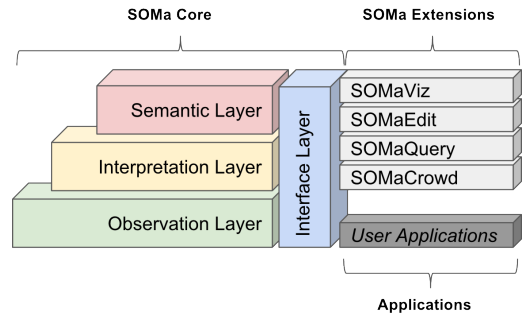 SOMa Core
SOMa Extensions
Semantic Layer
Interpretation Layer
Observation Layer
Interface Layer
SOMaViz
SOMaEdit
SOMaQuery
SOMaCrowd
User Applications
Applications